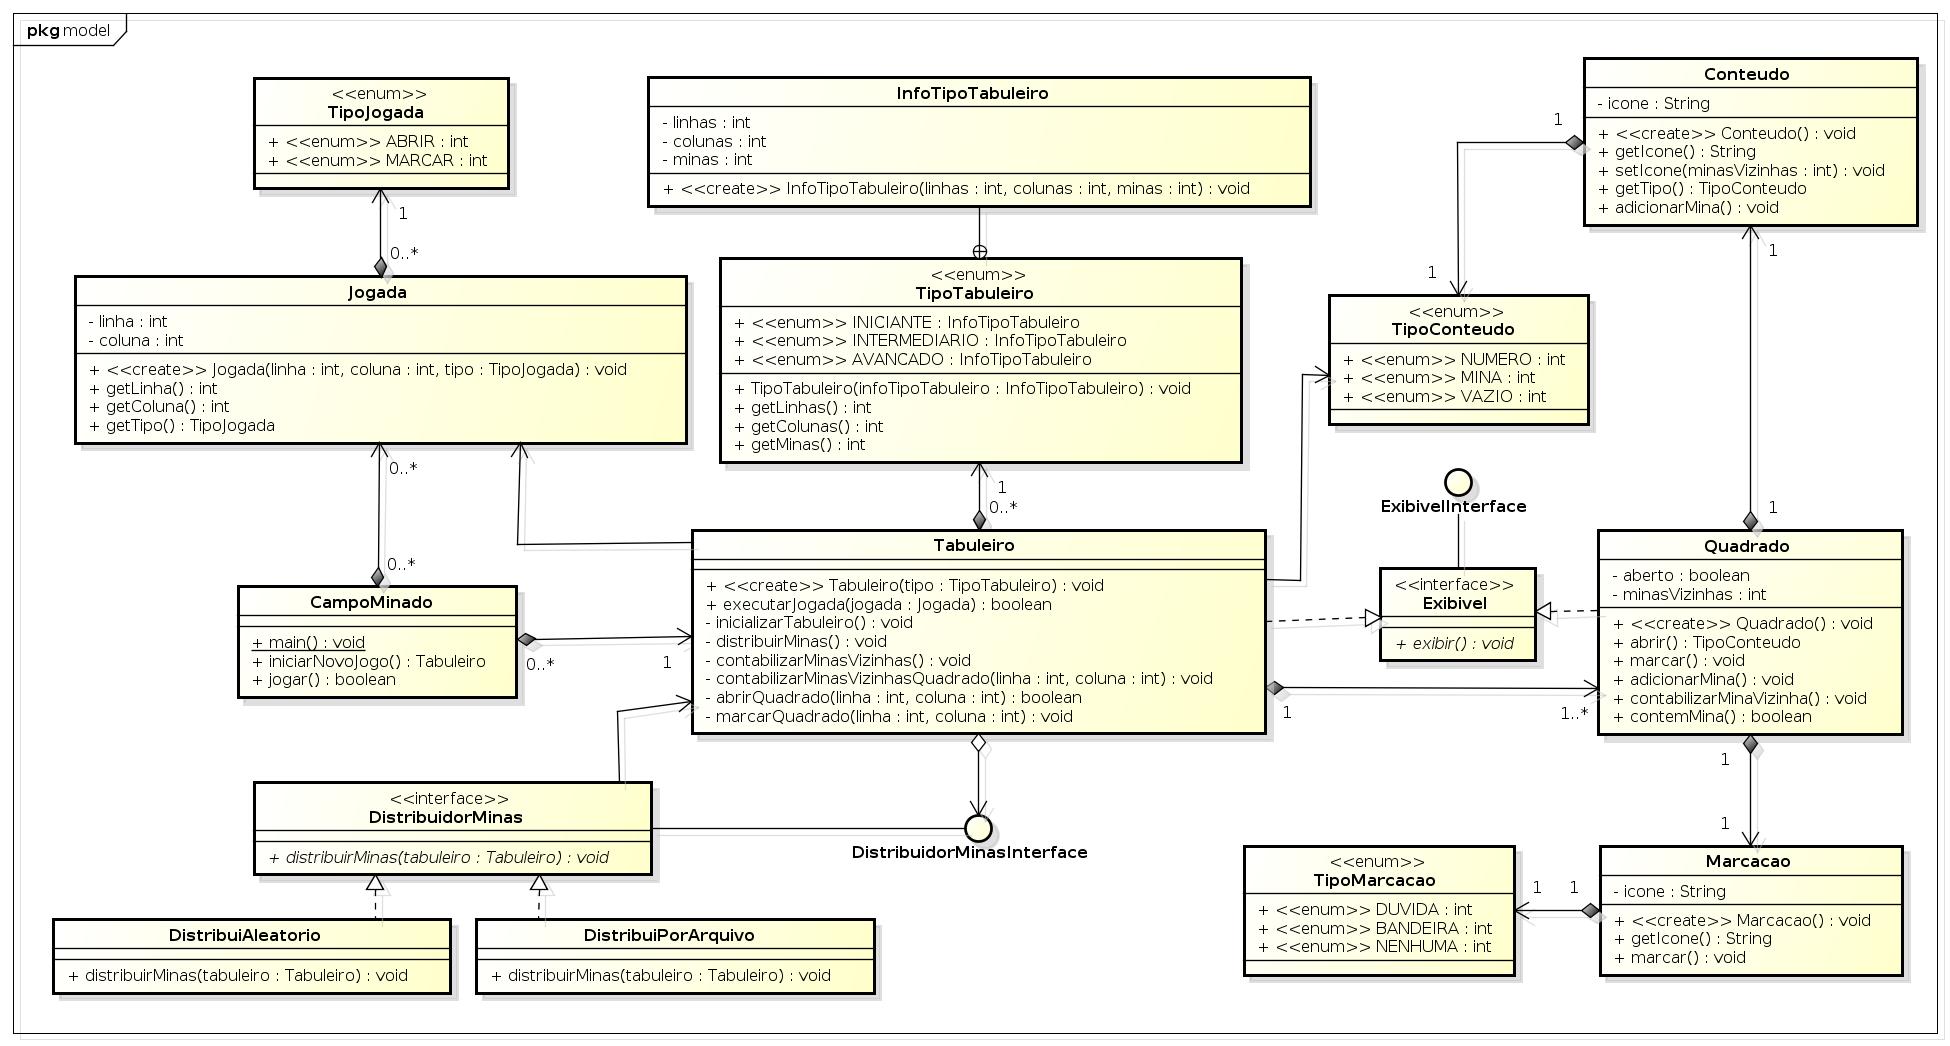 pkg model
<<enum>>
TipoJogada
+ <<enum>> ABRIR : int
+ <<enum>> MARCAR : int
1
0..*
Jogada
- linha : int
- coluna : int
+ <<create>> Jogada(linha : int, coluna : int, tipo : TipoJogada) : void
+ getLinha() : int
+ getColuna() : int
+ getTipo() : TipoJogada
0..*
0..*
CampoMinado
+ main() : void
+ iniciarNovoJogo() : Tabuleiro
+ jogar() : boolean
0..*
1
InfoTipoTabuleiro
- linhas : int
- colunas : int
- minas : int
+ <<create>> InfoTipoTabuleiro(linhas : int, colunas : int, minas : int) : void
<<enum>>
TipoTabuleiro
+ <<enum>> INICIANTE : InfoTipoTabuleiro
+ <<enum>> INTERMEDIARIO : InfoTipoTabuleiro
+ <<enum>> AVANCADO : InfoTipoTabuleiro
+ TipoTabuleiro(infoTipoTabuleiro : InfoTipoTabuleiro) : void
+ getLinhas() : int
+ getColunas() : int
+ getMinas() : int
1
0..*
Tabuleiro
+ <<create>> Tabuleiro(tipo : TipoTabuleiro) : void
+ executarJogada(jogada : Jogada) : boolean
- inicializarTabuleiro() : void
- distribuirMinas() : void
- contabilizarMinasVizinhas() : void
- contabilizarMinasVizinhasQuadrado(linha : int, coluna : int) : void
- abrirQuadrado(linha : int, coluna : int) : boolean
- marcarQuadrado(linha : int, coluna : int) : void
1
1..*
Conteudo
- icone : String
+ <<create>> Conteudo() : void
+ getIcone() : String
+ setIcone(minasVizinhas : int) : void
+ getTipo() : TipoConteudo
+ adicionarMina() : void
1
1
1
<<enum>>
TipoConteudo
+ <<enum>> NUMERO : int
+ <<enum>> MINA : int
+ <<enum>> VAZIO : int
ExibivelInterface
<<interface>>
Exibivel
+ exibir() : void
1
Quadrado
- aberto : boolean
- minasVizinhas : int
+ <<create>> Quadrado() : void
+ abrir() : TipoConteudo
+ marcar() : void
+ adicionarMina() : void
+ contabilizarMinaVizinha() : void
+ contemMina() : boolean
1
1
<<interface>>
DistribuidorMinas
+ distribuirMinas(tabuleiro : Tabuleiro) : void
DistribuidorMinasInterface
DistribuiAleatorio
+ distribuirMinas(tabuleiro : Tabuleiro) : void
DistribuiPorArquivo
+ distribuirMinas(tabuleiro : Tabuleiro) : void
<<enum>>
TipoMarcacao
+ <<enum>> DUVIDA : int
+ <<enum>> BANDEIRA : int
+ <<enum>> NENHUMA : int
1
1
Marcacao
- icone : String
+ <<create>> Marcacao() : void
+ getIcone() : String
+ marcar() : void